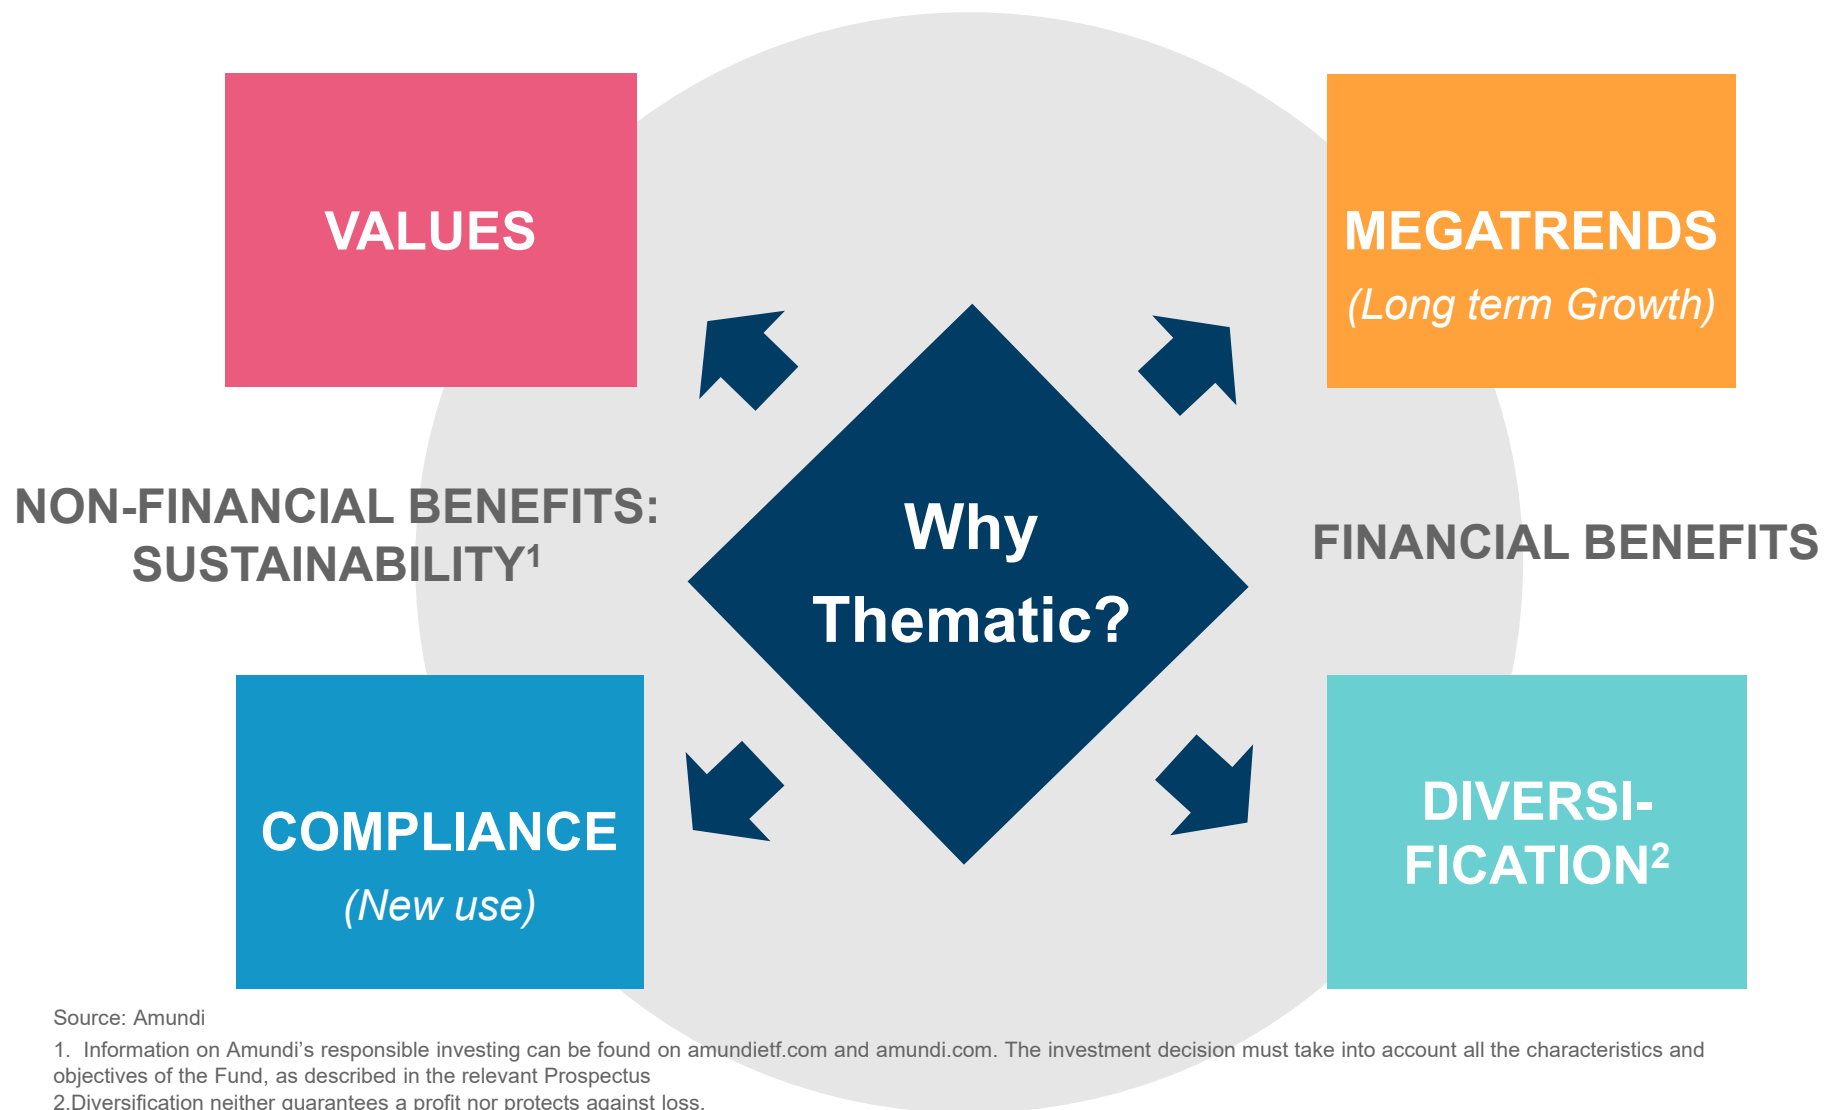 VALUES
MEGATRENDS
(Long term Growth)
NON-FINANCIAL BENEFITS:
SUSTAINABILITY¹
Why
Thematic?
FINANCIAL BENEFITS
COMPLIANCE
(New use)
DIVERSI-
FICATION²
Source: Amundi
1. Information on Amundi’s responsible investing can be found on amundietf.com and amundi.com. The investment decision must take into account all the characteristics and
objectives of the Fund, as described in the relevant Prospectus
2.Diversification neither guarantees a profit nor protects against loss.